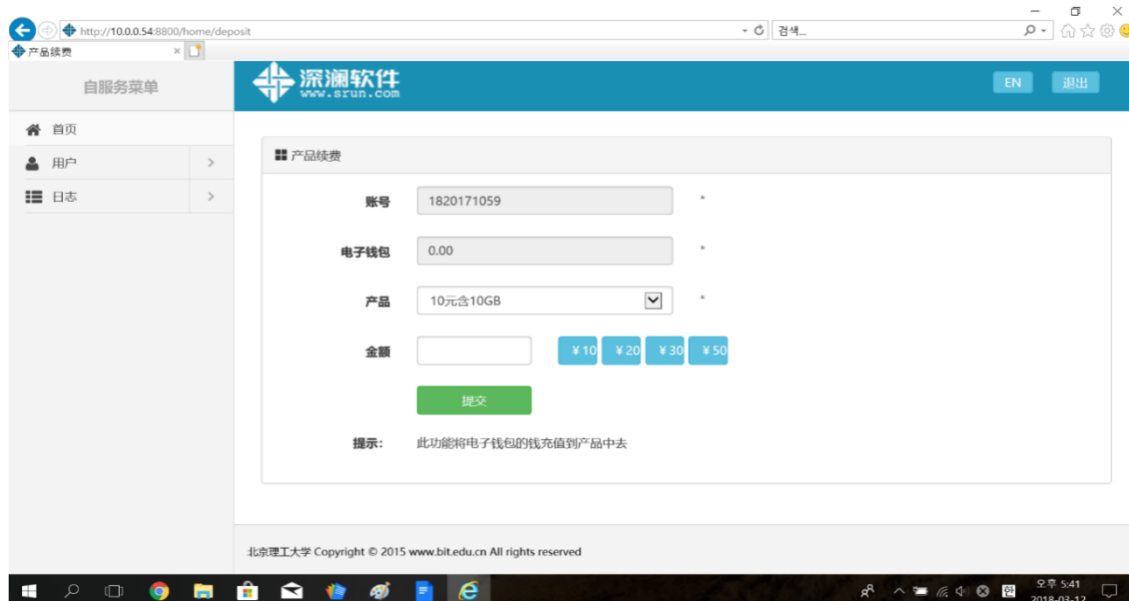 http://10.0.0.54:8800/home/deposit
검색...
产品续费
自服务菜单
深澜软件
www.srun.com
EN
退出
首页
用户
日志
产品续费
账号
1820171059
*
电子钱包
0.00
*
产品
10元含10GB
*
金额
¥10
¥20
¥30
¥50
提交
提示:
此功能将电子钱包的钱充值到产品中去
北京理工大学 Copyright © 2015 www.bit.edu.cn All rights reserved
한
오후 5:41
2018-03-12